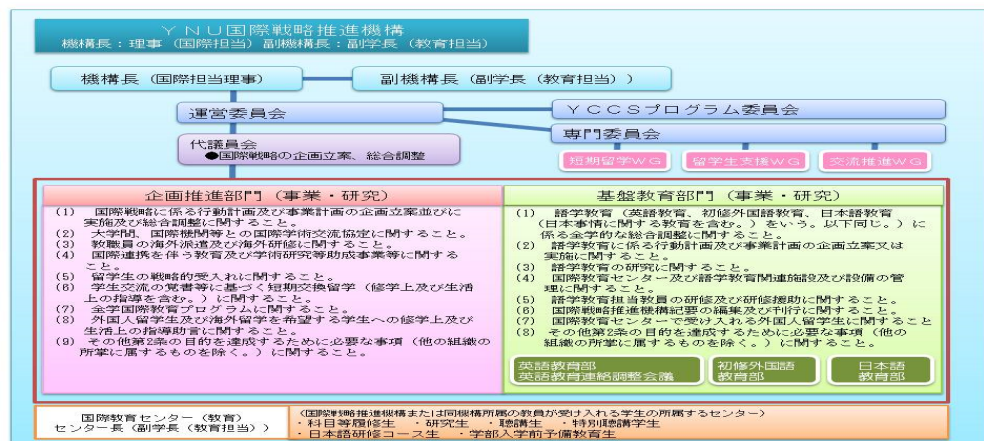 YNU国際戦略推進機構
機構長：理事（国際担当）副機構長：副学長（教育担当）
機構長（国際担当理事）
副機構長（副学長（教育担当））
運営委員会
YCCSプログラム委員会
専門委員会
代議員会
●国際戦略の企画立案、総合調整
短期留学WG
留学生支援WG
交流推進WG
企画推進部門（事業・研究）
(1) 国際戦略に係る行動計画及び事業計画の企画立案並びに
実施及び総合調整に関すること。
(2) 大学間、国際機関等との国際学術交流協定に関すること。
(3) 教職員の海外派遣及び海外研修に関すること。
(4) 国際連携を伴う教育及び学術研究等助成事業等に関する
こと。
(5) 留学生の戦略的受入れに関すること。
(6) 学生交流の覚書等に基づく短期交換留学（修学上及び生活
上の指導を含む。）に関すること。
(7) 全学国際教育プログラムに関すること。
(8) 外国人留学生及び海外留学を希望する学生への修学上及び
生活上の指導助言に関すること。
(9) その他第2条の目的を達成するために必要な事項（他の組織の
所掌に属するものを除く。）に関すること。
基盤教育部門（事業・研究）
(1) 語学教育（英語教育、初修外国語教育、日本語教育
（日本事情に関する教育を含む。）をいう。以下同じ。）に
係る全学的な総合調整に関すること。
(2) 語学教育に係る行動計画及び事業計画の企画立案又は
実施に関すること。
(3) 語学教育の研究に関すること。
(4) 国際教育センター及び語学教育関連施設及び設備の管
理に関すること。
(5) 語学教育担当教員の研修及び研修援助に関すること。
(6) 国際戦略推進機構紀要の編集及び刊行に関すること。
(7) 国際教育センターで受け入れる外国人留学生に関すること
(8) その他第2条の目的を達成するために必要な事項（他の
組織の所掌に属するものを除く。）に関すること。
英語教育部
英語教育連絡調整会議
初修外国語
教育部
日本語
教育部
国際教育センター（教育）
センター長（副学長（教育担当））
（国際戦略推進機構または同機構所属の教員が受け入れる学生の所属するセンター）
・科目等履修生 ・研究生 ・聴講生 ・特別聴講学生
・日本語研修コース生 ・学部入学前予備教育生